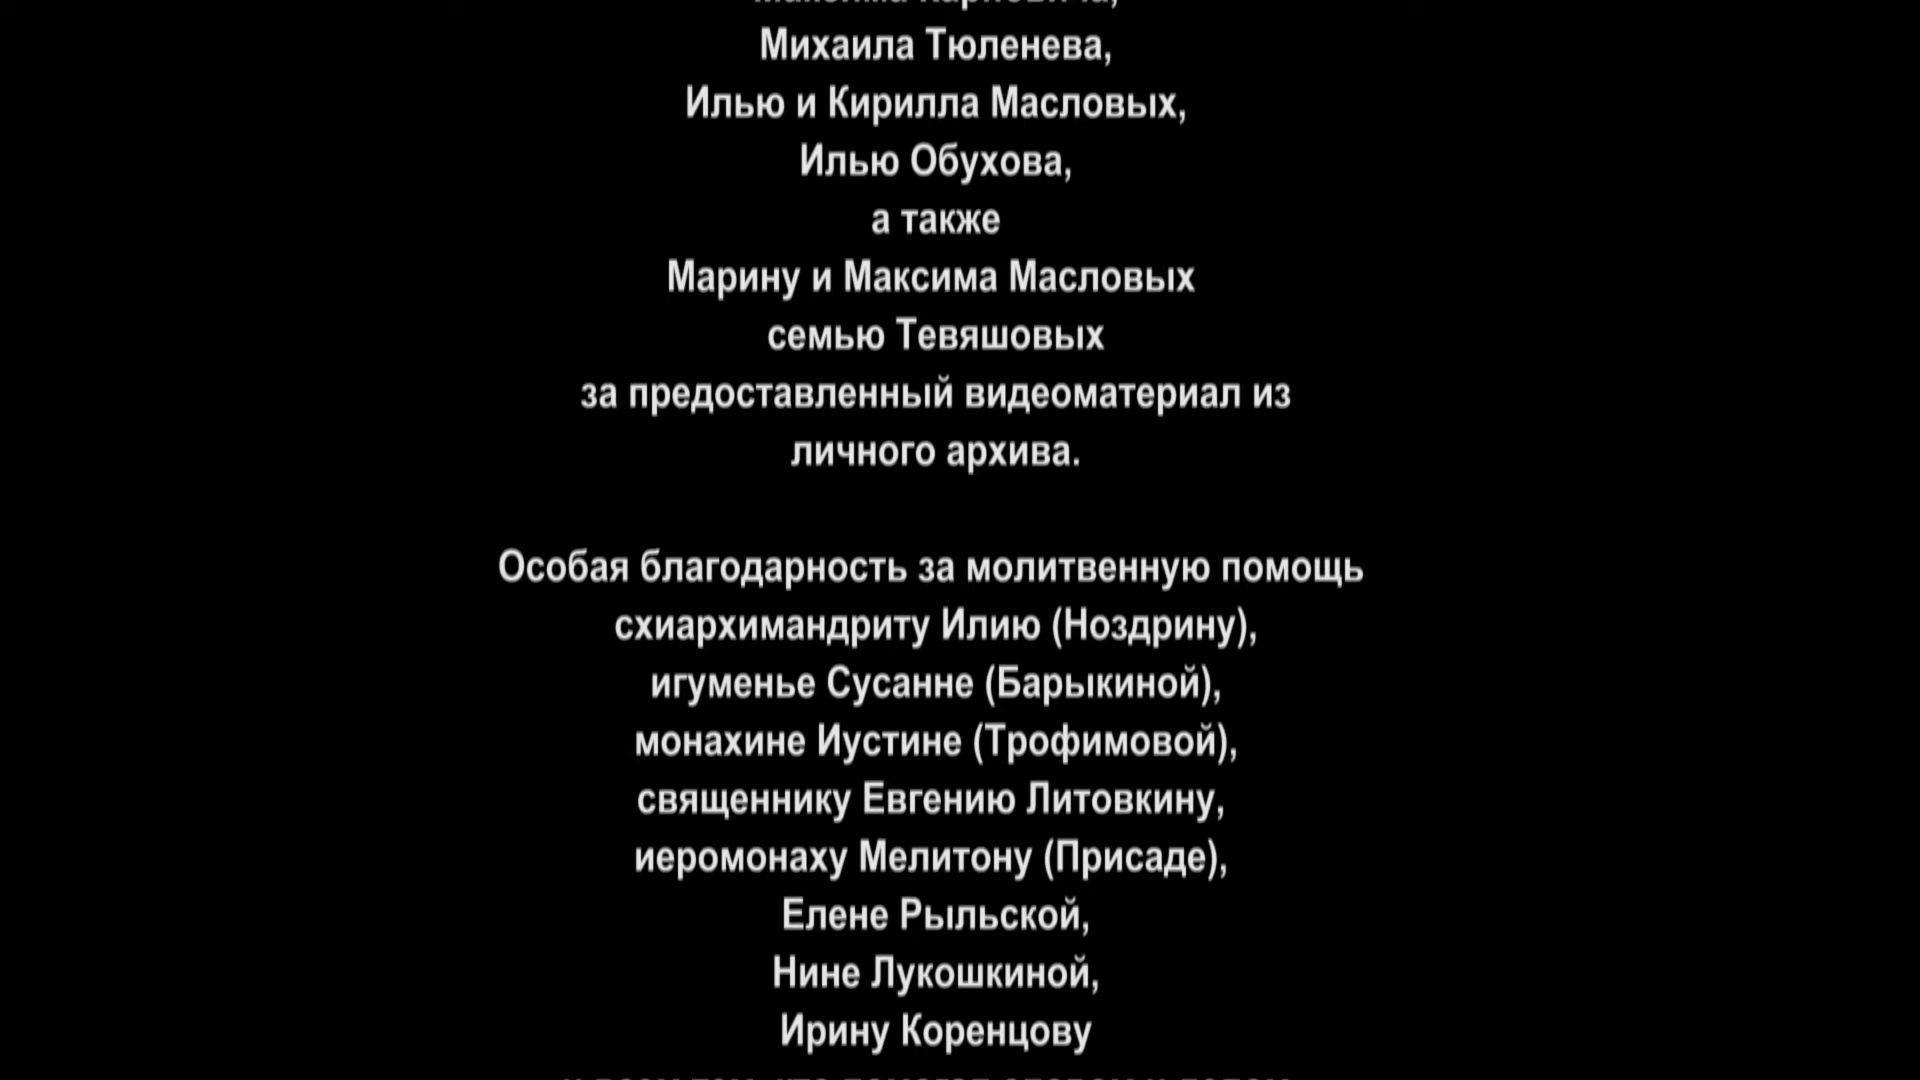 Михаила Тюленева,
Илью и Кирилла Масловых,
Илью Обухова,
а также
Марину и Максима Масловых
семью Тевяшовых
за предоставленный видеоматериал из
личного архива.
Особая благодарность за молитвенную помощь
схиархимандриту Илию (Ноздрину),
игуменье Сусанне (Барыкиной),
монахине Иустине (Трофимовой),
священнику Евгению Литовкину,
иеромонаху Мелитону (Присаде),
Елене Рыльской,
Нине Лукошкиной,
Ирину Коренцову